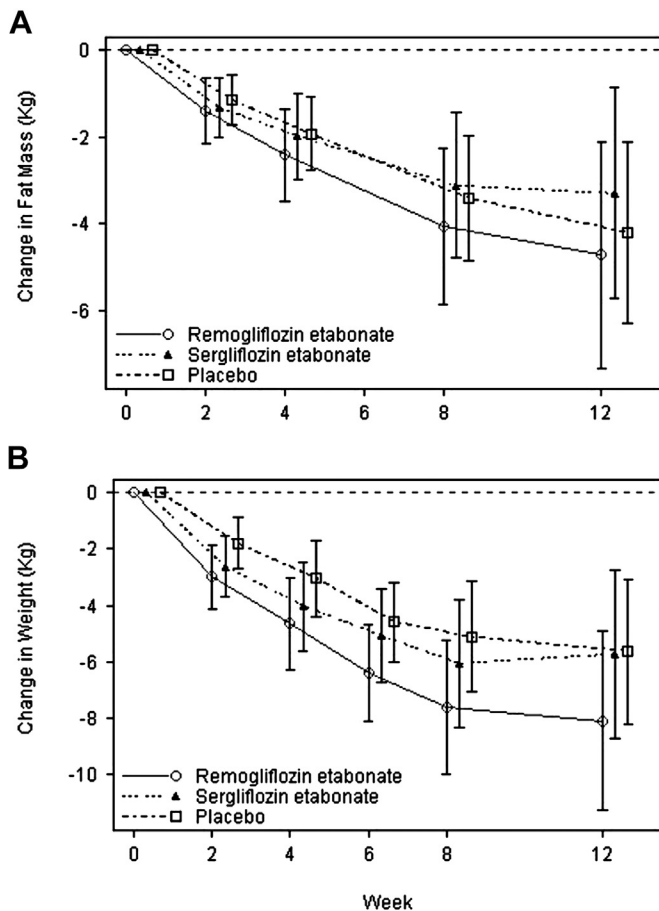 A
Change in Fat Mass (Kg)
0
-2
-4
-6
Remogliflozin etabonate
Sergliflozin etabonate
Placebo
0 2 4 6 8 12
B
Change in Weight (Kg)
0
-2
-4
-6
-8
-10
Remogliflozin etabonate
Sergliflozin etabonate
Placebo
0 2 4 6 8 12
Week